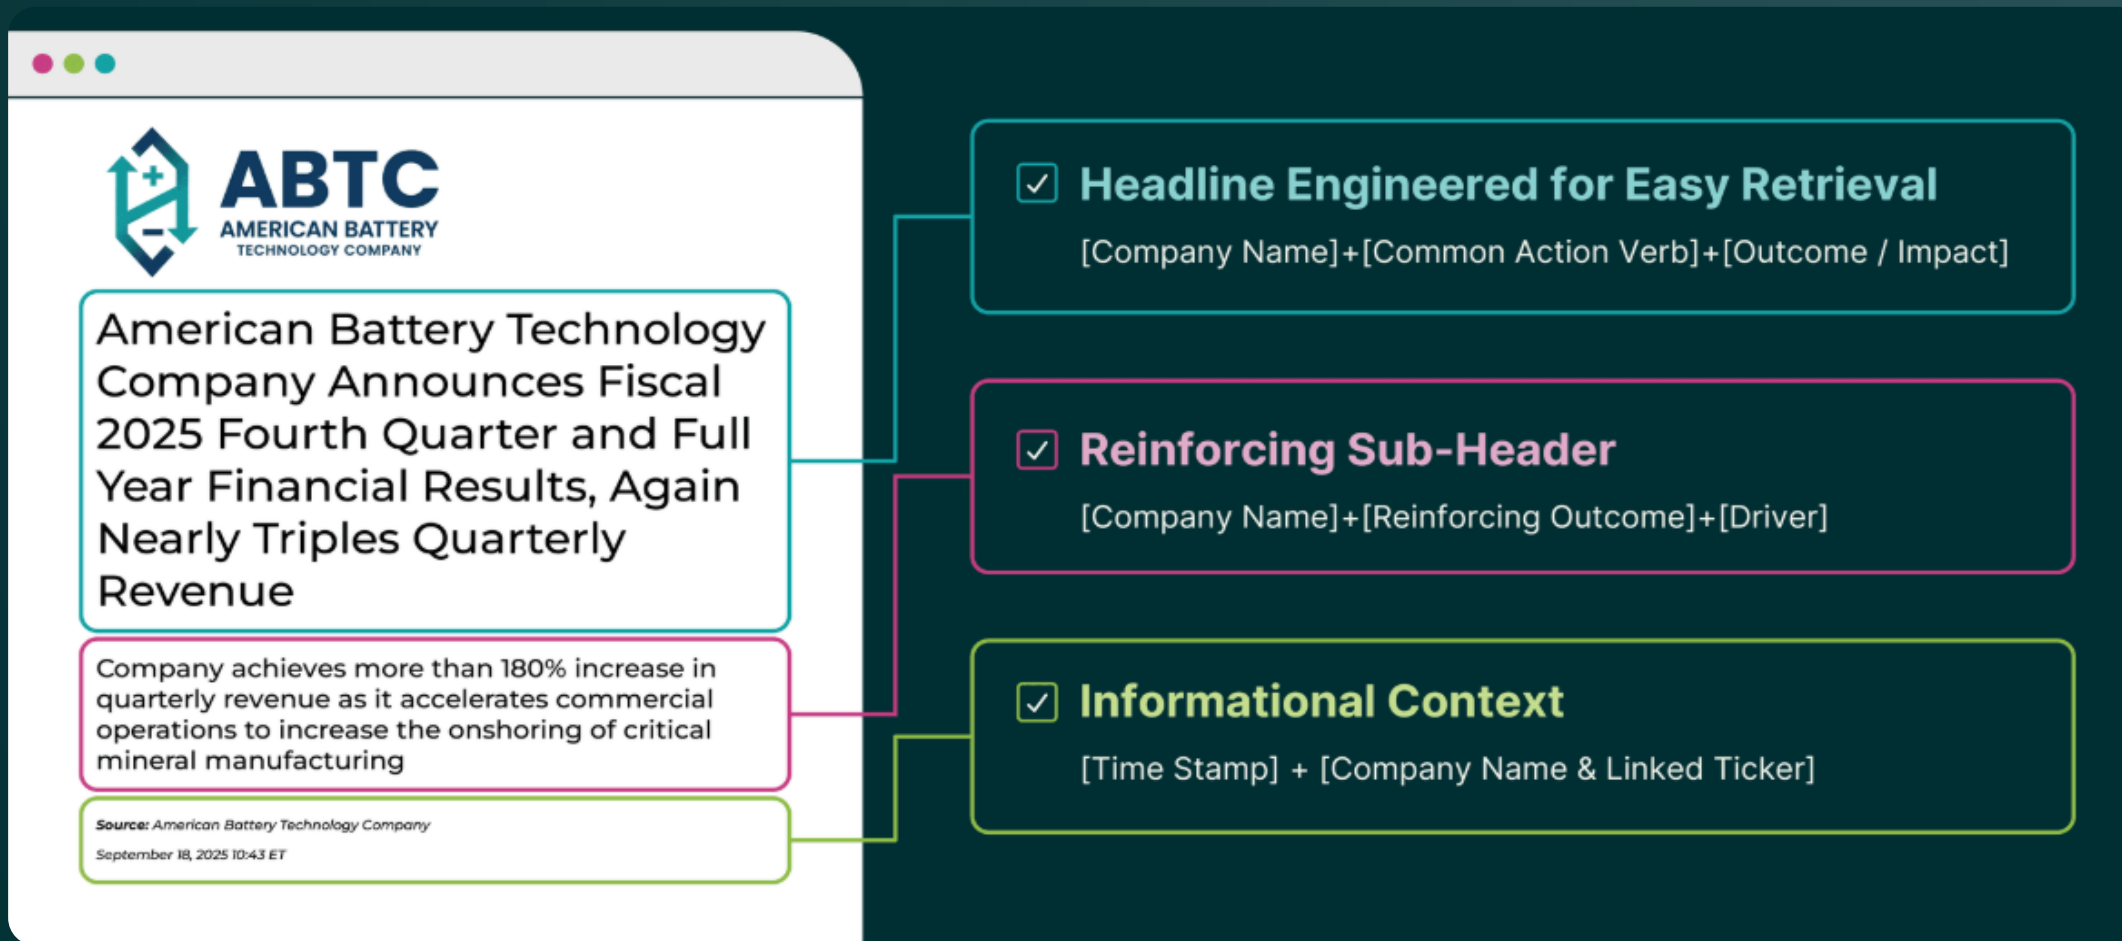 ABTC
AMERICAN BATTERY
TECHNOLOGY COMPANY
American Battery Technology
Company Announces Fiscal
2025 Fourth Quarter and Full
Year Financial Results, Again
Nearly Triples Quarterly
Revenue
Company achieves more than 180% increase in
quarterly revenue as it accelerates commercial
operations to increase the onshoring of critical
mineral manufacturing
Source: American Battery Technology Company
September 18, 2025 10:43 ET
Headline Engineered for Easy Retrieval
[Company Name]+[Common Action Verb]+[Outcome / Impact]
Reinforcing Sub-Header
[Company Name]+[Reinforcing Outcome]+[Driver]
Informational Context
[Time Stamp] + [Company Name & Linked Ticker]